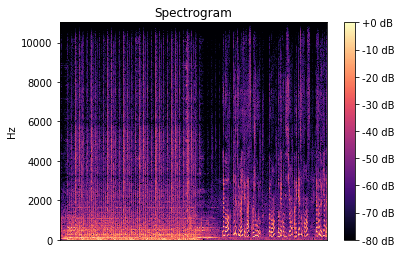 Spectrogram
10000
8000
6000
4000
2000
0
Hz
+0 dB
-10 dB
-20 dB
-30 dB
-40 dB
-50 dB
-60 dB
-70 dB
-80 dB